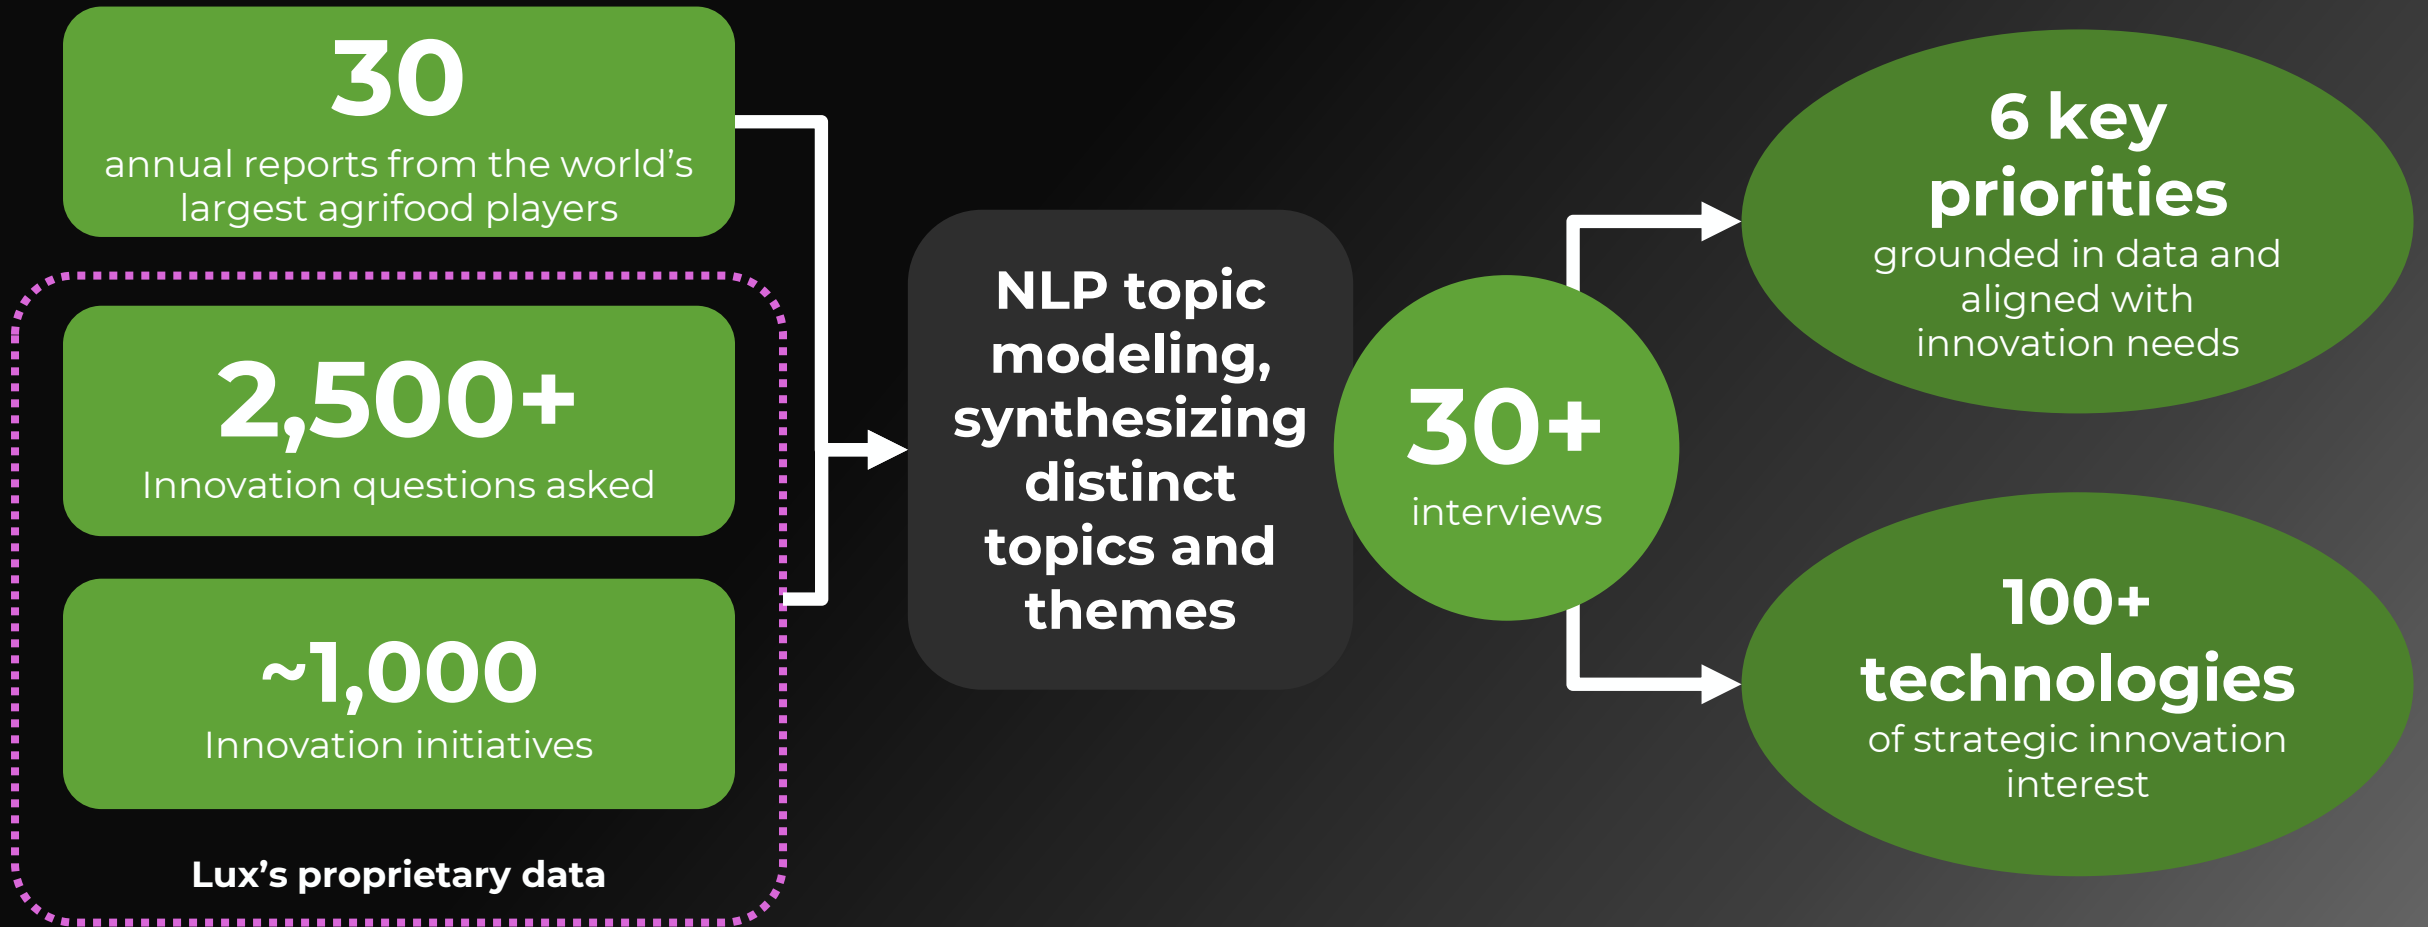 30
annual reports from the world's
largest agrifood players
2,500+
Innovation questions asked
~1,000
Innovation initiatives
Lux's proprietary data
NLP topic
modeling,
synthesizing
distinct
topics and
themes
30+
interviews
6 key
priorities
grounded in data and
aligned with
innovation needs
100+
technologies
of strategic innovation
interest